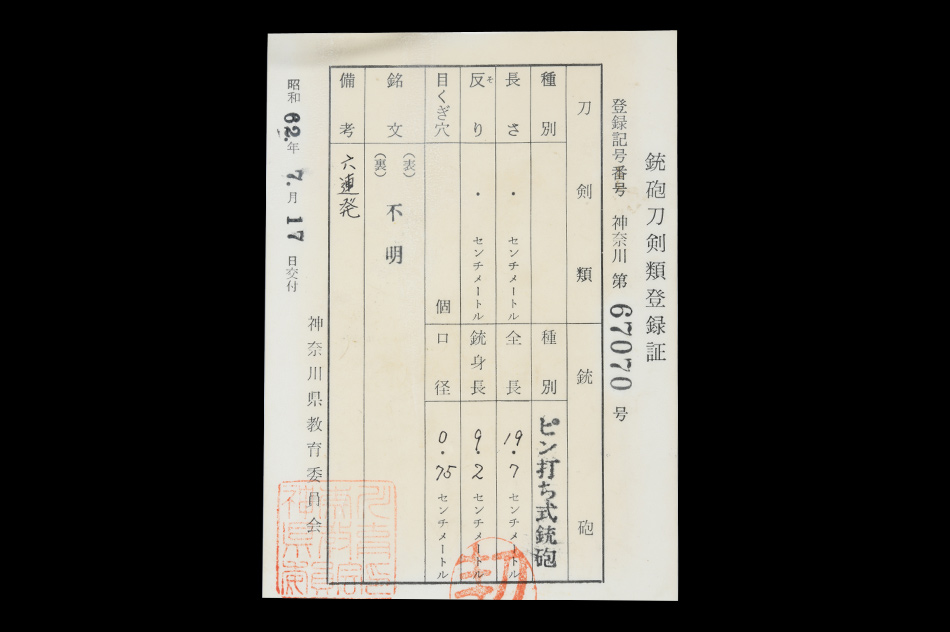 銃砲刀剣類登録証
登録記号番号 神奈川 第 67070 号
刀剣類 銃砲
種別 種別 ピン打ち式銃砲
長さ ・ センチメートル 全長 19・7 センチメートル
反り そ ・ センチメートル 銃身長 9・2 センチメートル
目くぎ穴 個 口径 0・75 センチメートル
銘文 (表) 不明
(裏)
備考 六連発
神奈川県教育委員会
昭和 62.年 7.月 17 日交付